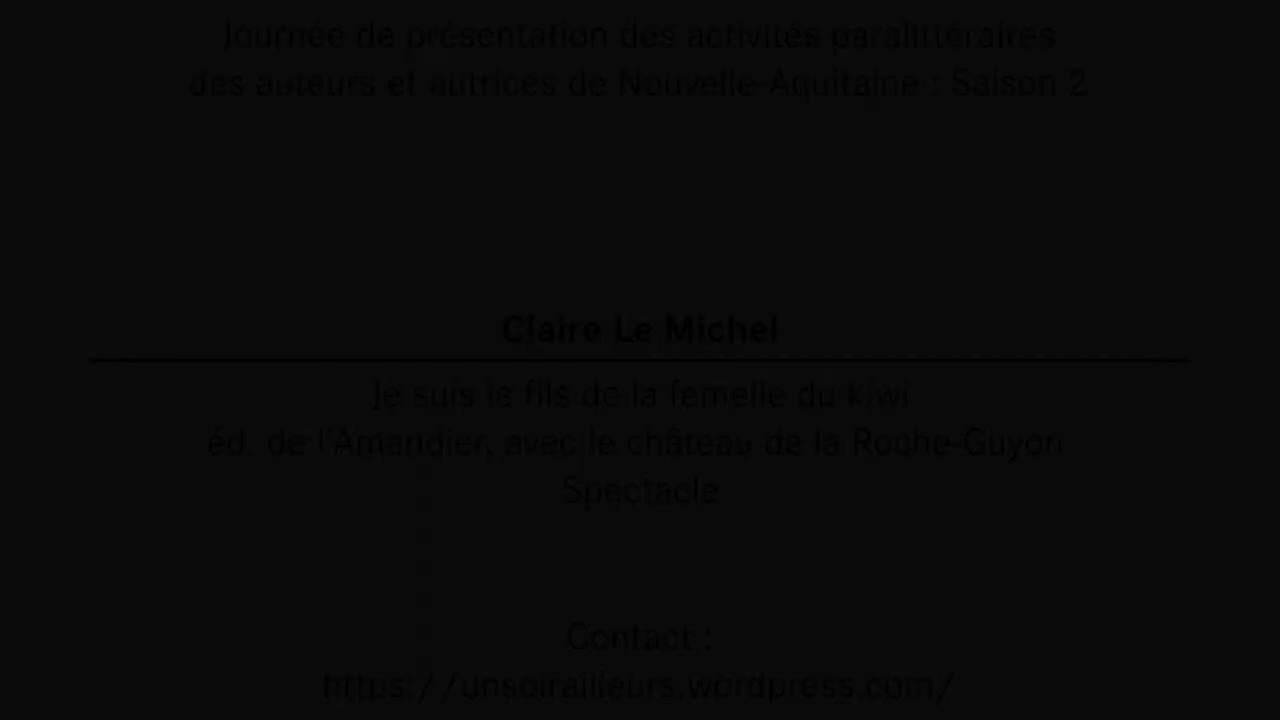 Journée de présentation des activités paralittéraires
des auteurs et autrices de Nouvelle-Aquitaine : Saison 2
Claire Le Michel
Je suis le fils de la femelle du kiwi
éd. de l'Amandier, avec le château de la Roche-Guyon
Spectacle
Contact :
https://unsoirailleurs.wordpress.com/